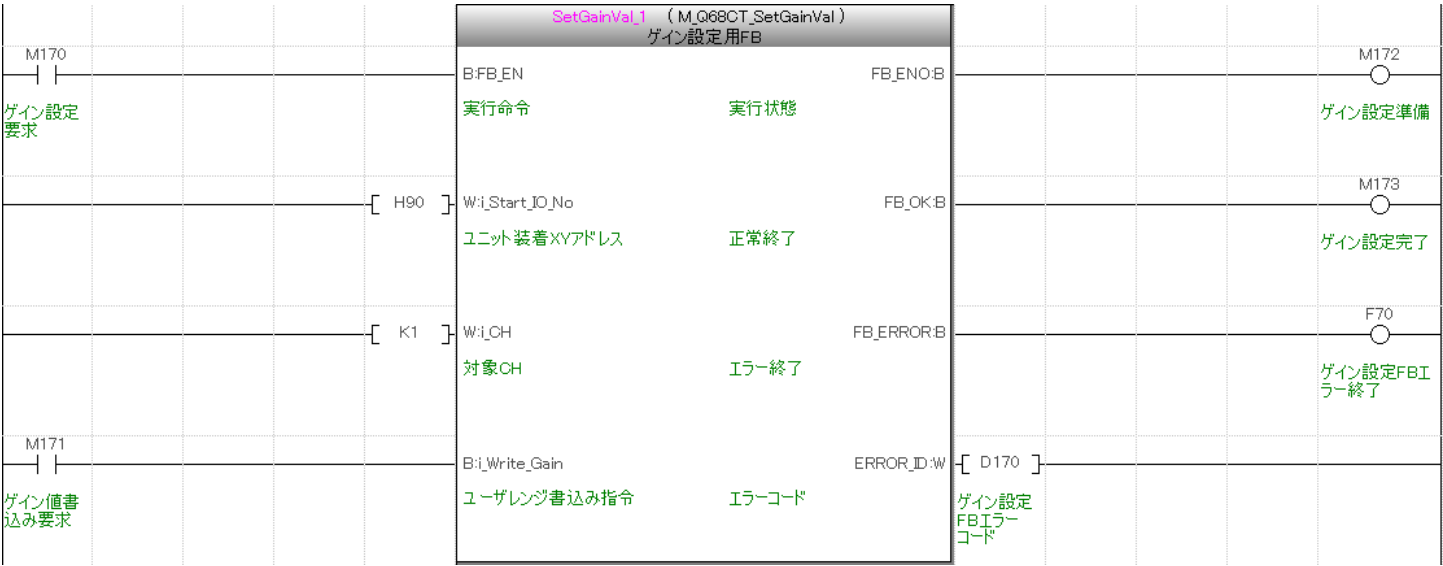 SetGainVal_1 (M_Q68CT_SetGainVal)
ゲイン設定用FB
M170
B:FB_EN
FB_ENO:B
M172
ゲイン設定
要求
実行命令
実行状態
ゲイン設定準備
H90
W:i_Start_IO_No
FB_OK:B
M173
ユニット装着XYアドレス
正常終了
ゲイン設定完了
K1
W:i_CH
FB_ERROR:B
F70
対象CH
エラー終了
ゲイン設定FBエ
ラー終了
M171
B:i_Write_Gain
ERROR_ID:W
D170
ゲイン値書
込み要求
ユーザレンジ書込み指令
エラーコード
ゲイン設定
FBエラー
コード